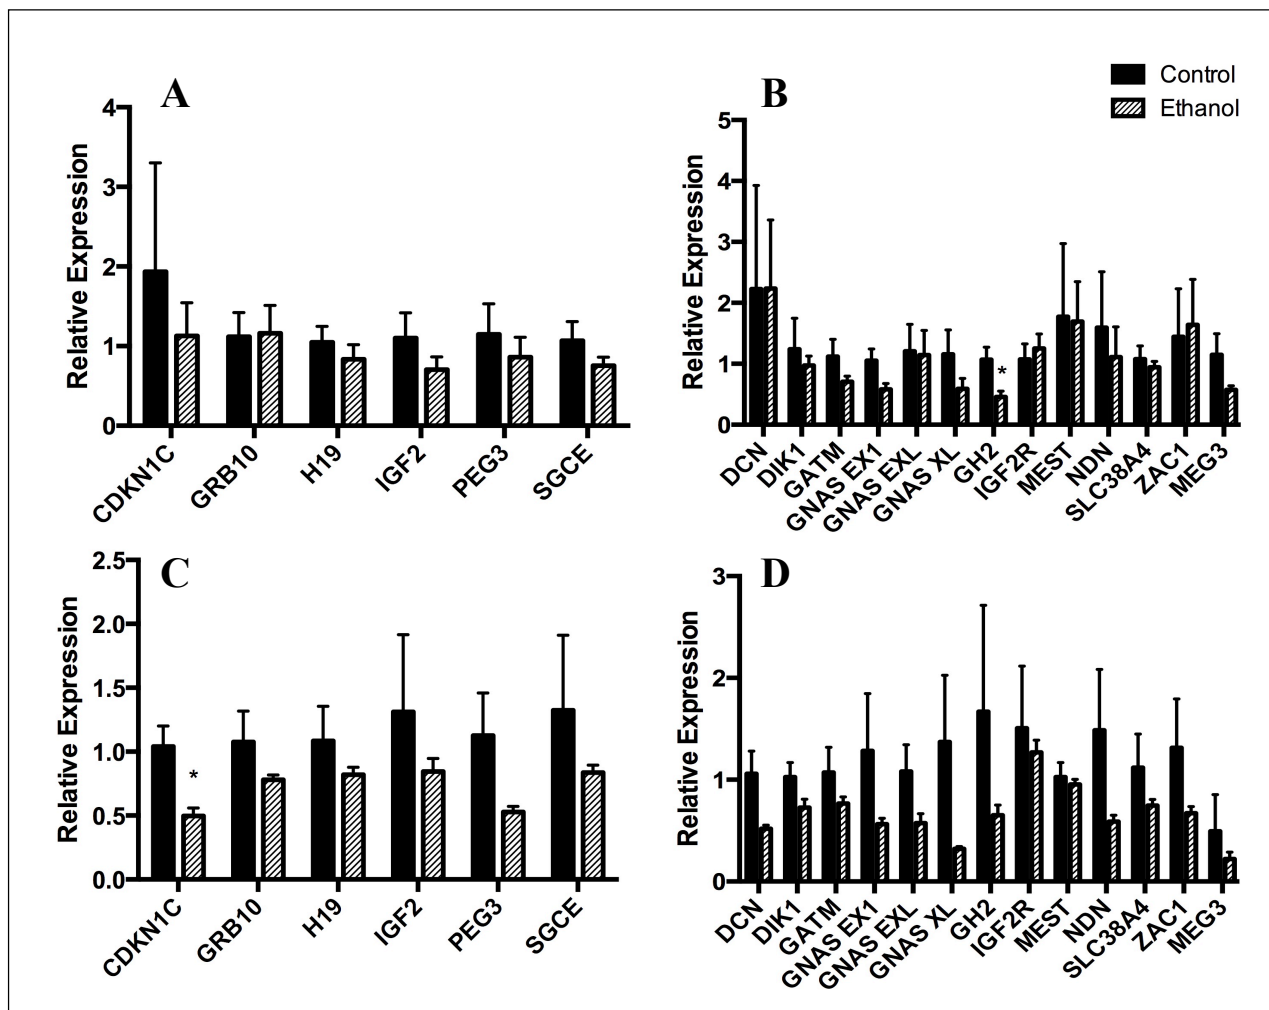 A
Relative Expression
4
3
2
1
0
CDKN1C
GRB10
H19
IGF2
PEG3
SGCE
B
Control
Ethanol
Relative Expression
5
4
3
2
1
0
*
DCN
DIK1
GATM
GNAS EX1
GNAS EXL
GNAS XL
GH2
IGF2R
MEST
NDN
SLC38A4
ZAC1
MEG3
C
Relative Expression
2.5
2.0
1.5
1.0
0.5
0.0
*
CDKN1C
GRB10
H19
IGF2
PEG3
SGCE
D
Relative Expression
3
2
1
0
DCN
DIK1
GATM
GNAS EX1
GNAS EXL
GNAS XL
GH2
IGF2R
MEST
NDN
SLC38A4
ZAC1
MEG3